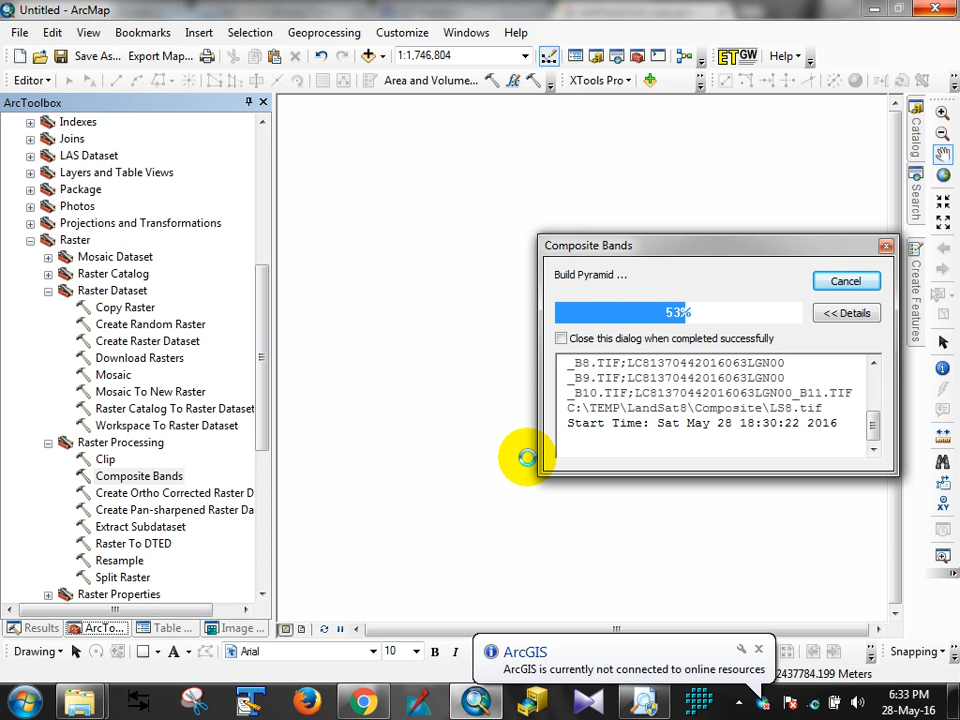 Untitled - ArcMap
File Edit View Bookmarks Insert Selection Geoprocessing Customize Windows Help
Save As... Export Map... 1:1,746,804 ETGW Help
Editor Area and Volume... XTools Pro
ArcToolbox
Indexes
Joins
LAS Dataset
Layers and Table Views
Package
Photos
Projections and Transformations
Raster
Mosaic Dataset
Raster Catalog
Raster Dataset
Copy Raster
Create Random Raster
Create Raster Dataset
Download Rasters
Mosaic
Mosaic To New Raster
Raster Catalog To Raster Dataset
Workspace To Raster Dataset
Raster Processing
Clip
Composite Bands
Create Ortho Corrected Raster D
Create Pan-sharpened Raster Da
Extract Subdataset
Raster To DTED
Resample
Split Raster
Raster Properties
Results ArcTo... Table ... Image ...
Composite Bands
Build Pyramid ...
Cancel
53%
<< Details
Close this dialog when completed successfully
_B8.TIF;LC81370442016063LGN00
_B9.TIF;LC81370442016063LGN00
_B10.TIF;LC81370442016063LGN00_B11.TIF
C:\TEMP\LandSat8\Composite\LS8.tif
Start Time: Sat May 28 18:30:22 2016
Catalog
Search
Create Features
XY
Drawing A Arial 10 B I
Snapping
ArcGIS
ArcGIS is currently not connected to online resources
2437784.199 Meters
6:33 PM
28-May-16